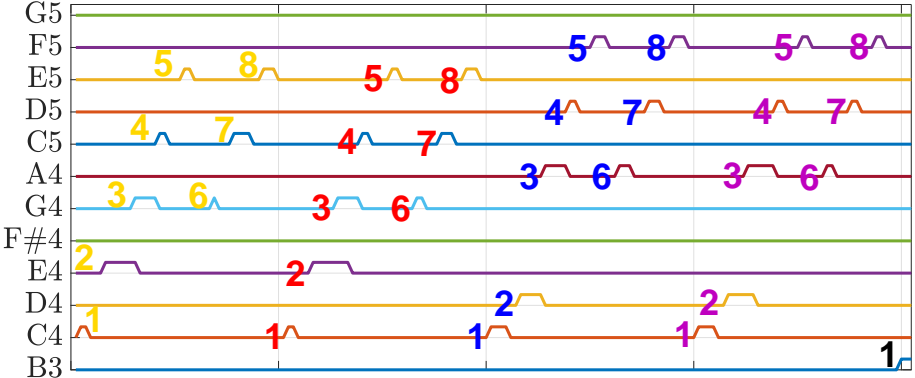 G5
F5 5 8 5 8
E5 5 8 5 8
D5 4 7 4 7
C5 4 7 4 7
A4 3 6 3 6
G4 3 6 3 6
F#4
E4 2 2
D4 2 2
C4 1 1 1 1
B3 1